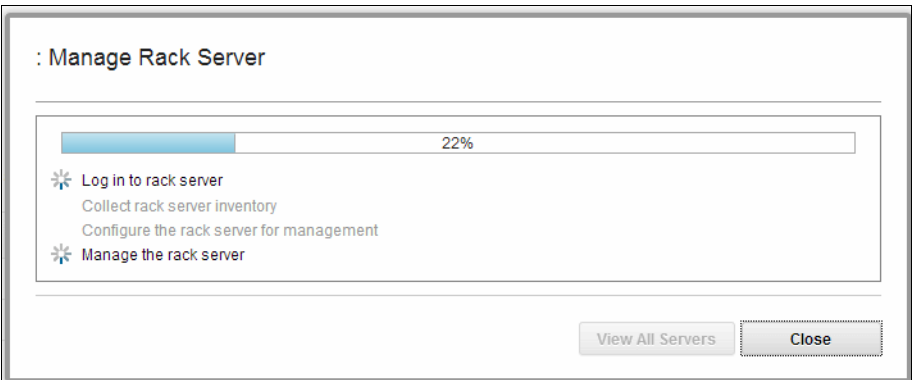 : Manage Rack Server
22%
Log in to rack server
Collect rack server inventory
Configure the rack server for management
Manage the rack server
View All Servers
Close